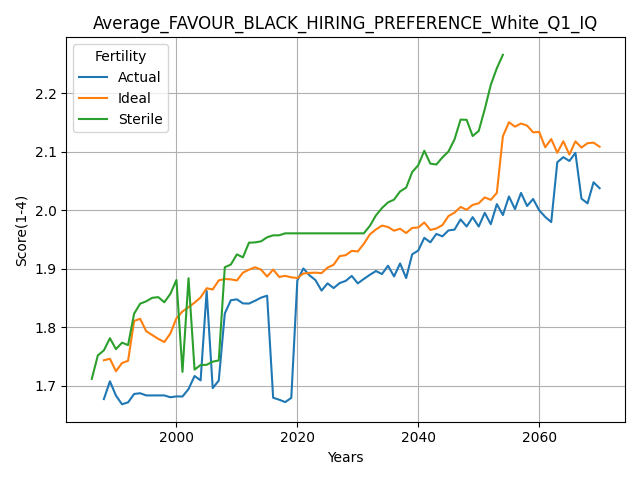 Average_FAVOUR_BLACK_HIRING_PREFERENCE_White_Q1_IQ
Fertility
Actual
Ideal
Sterile
Score(1-4)
2.2
2.1
2.0
1.9
1.8
1.7
2000
2020
2040
2060
Years